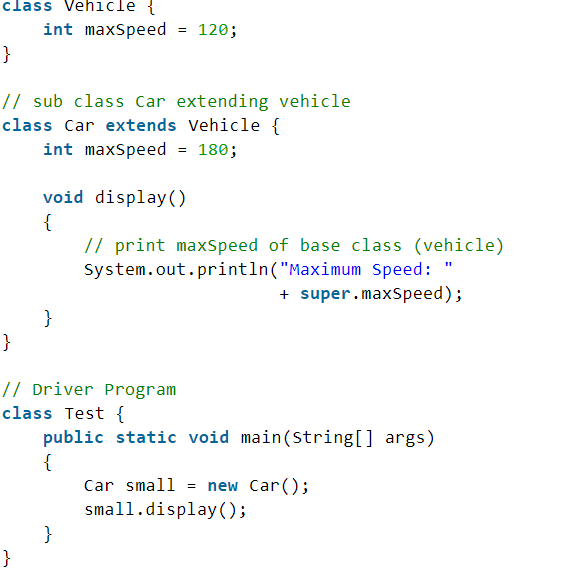 class Vehicle {
    int maxSpeed = 120;
}

// sub class Car extending vehicle
class Car extends Vehicle {
    int maxSpeed = 180;

    void display()
    {
        // print maxSpeed of base class (vehicle)
        System.out.println("Maximum Speed: "
                           + super.maxSpeed);
    }
}

// Driver Program
class Test {
    public static void main(String[] args)
    {
        Car small = new Car();
        small.display();
    }
}